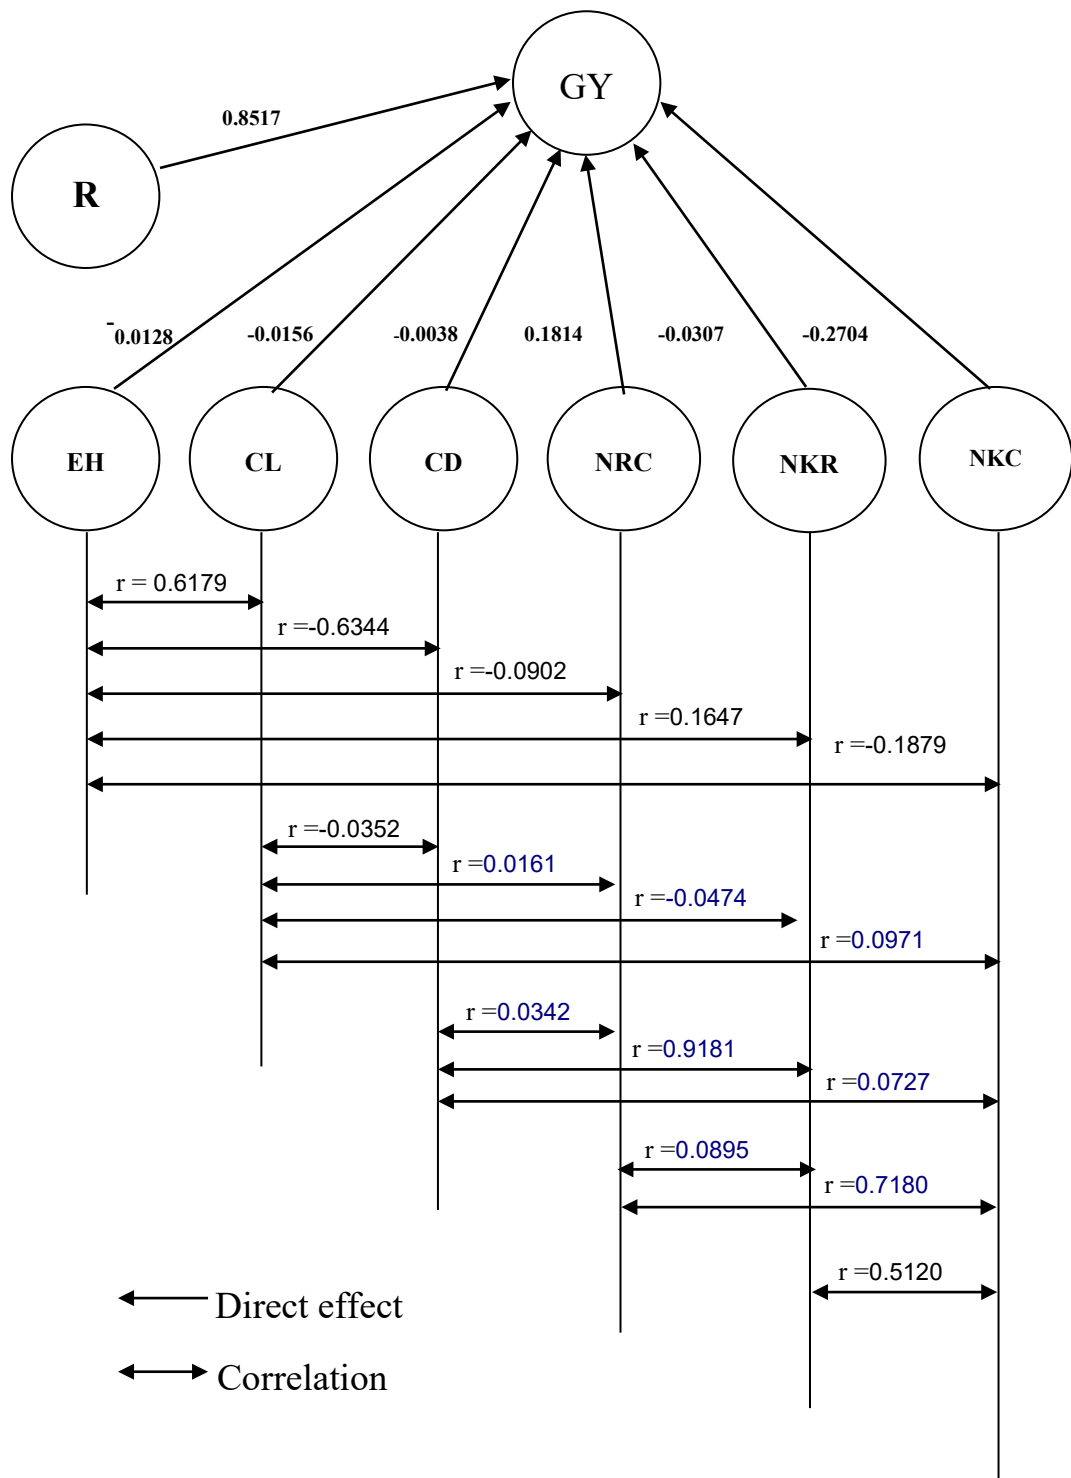 GY
0.8517
R
-0.0128
-0.0156
-0.0038
0.1814
-0.0307
-0.2704
EH
CL
CD
NRC
NKR
NKC
r = 0.6179
r =-0.6344
r =-0.0902
r =0.1647
r =-0.1879
r =-0.0352
r =0.0161
r =-0.0474
r =0.0971
r =0.0342
r =0.9181
r =0.0727
r =0.0895
r =0.7180
r =0.5120
Direct effect
Correlation